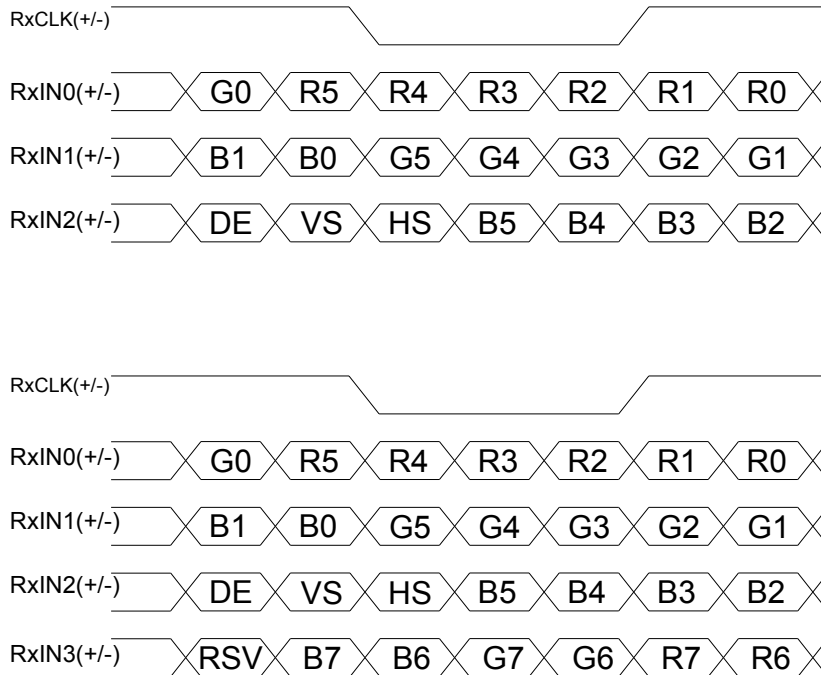 RxCLK(+/-)
RxIN0(+/-) G0 R5 R4 R3 R2 R1 R0
RxIN1(+/-) B1 B0 G5 G4 G3 G2 G1
RxIN2(+/-) DE VS HS B5 B4 B3 B2
RxCLK(+/-)
RxIN0(+/-) G0 R5 R4 R3 R2 R1 R0
RxIN1(+/-) B1 B0 G5 G4 G3 G2 G1
RxIN2(+/-) DE VS HS B5 B4 B3 B2
RxIN3(+/-) RSV B7 B6 G7 G6 R7 R6